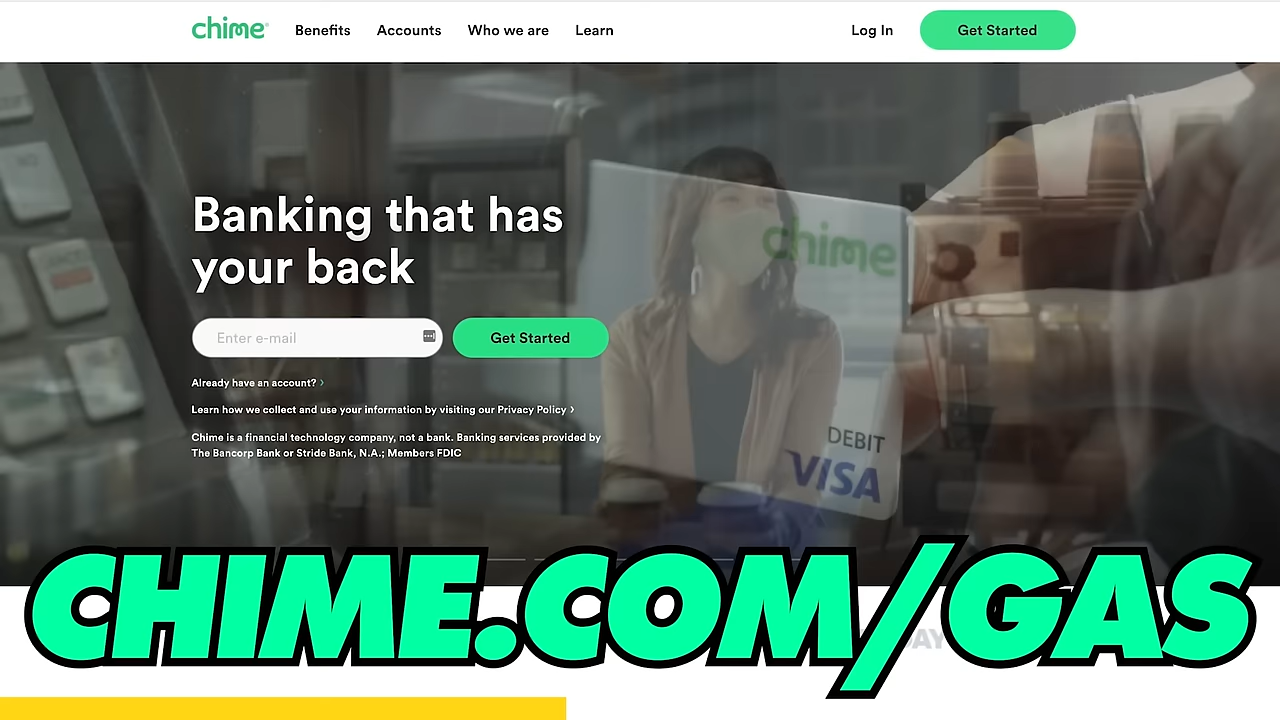 chime
Benefits
Accounts
Who we are
Learn
Log In
Get Started
Banking that has
your back
chime
Enter e-mail
Get Started
Already have an account? ›
Learn how we collect and use your information by visiting our Privacy Policy ›
Chime is a financial technology company, not a bank. Banking services provided by
The Bancorp Bank or Stride Bank, N.A.; Members FDIC
DEBIT
VISA
CHIME.COM/GAS